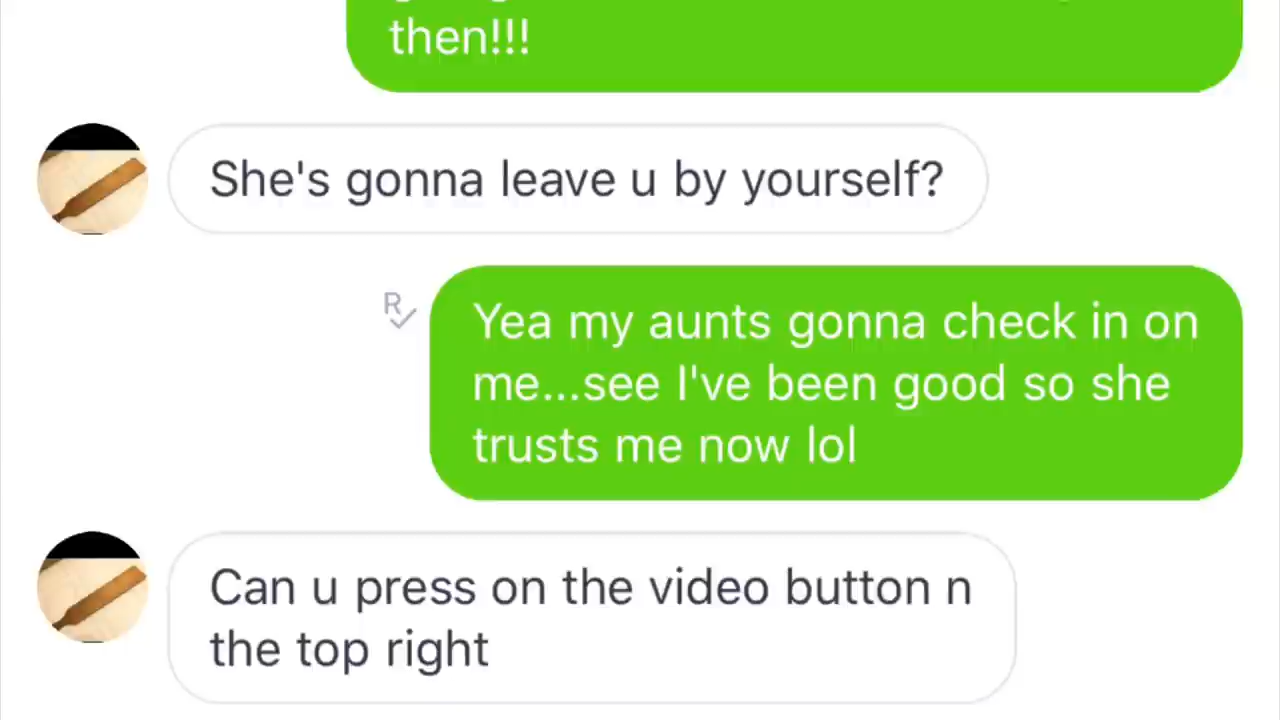 then!!!
She's gonna leave u by yourself?
R
Yea my aunts gonna check in on
me...see I've been good so she
trusts me now lol
Can u press on the video button n
the top right